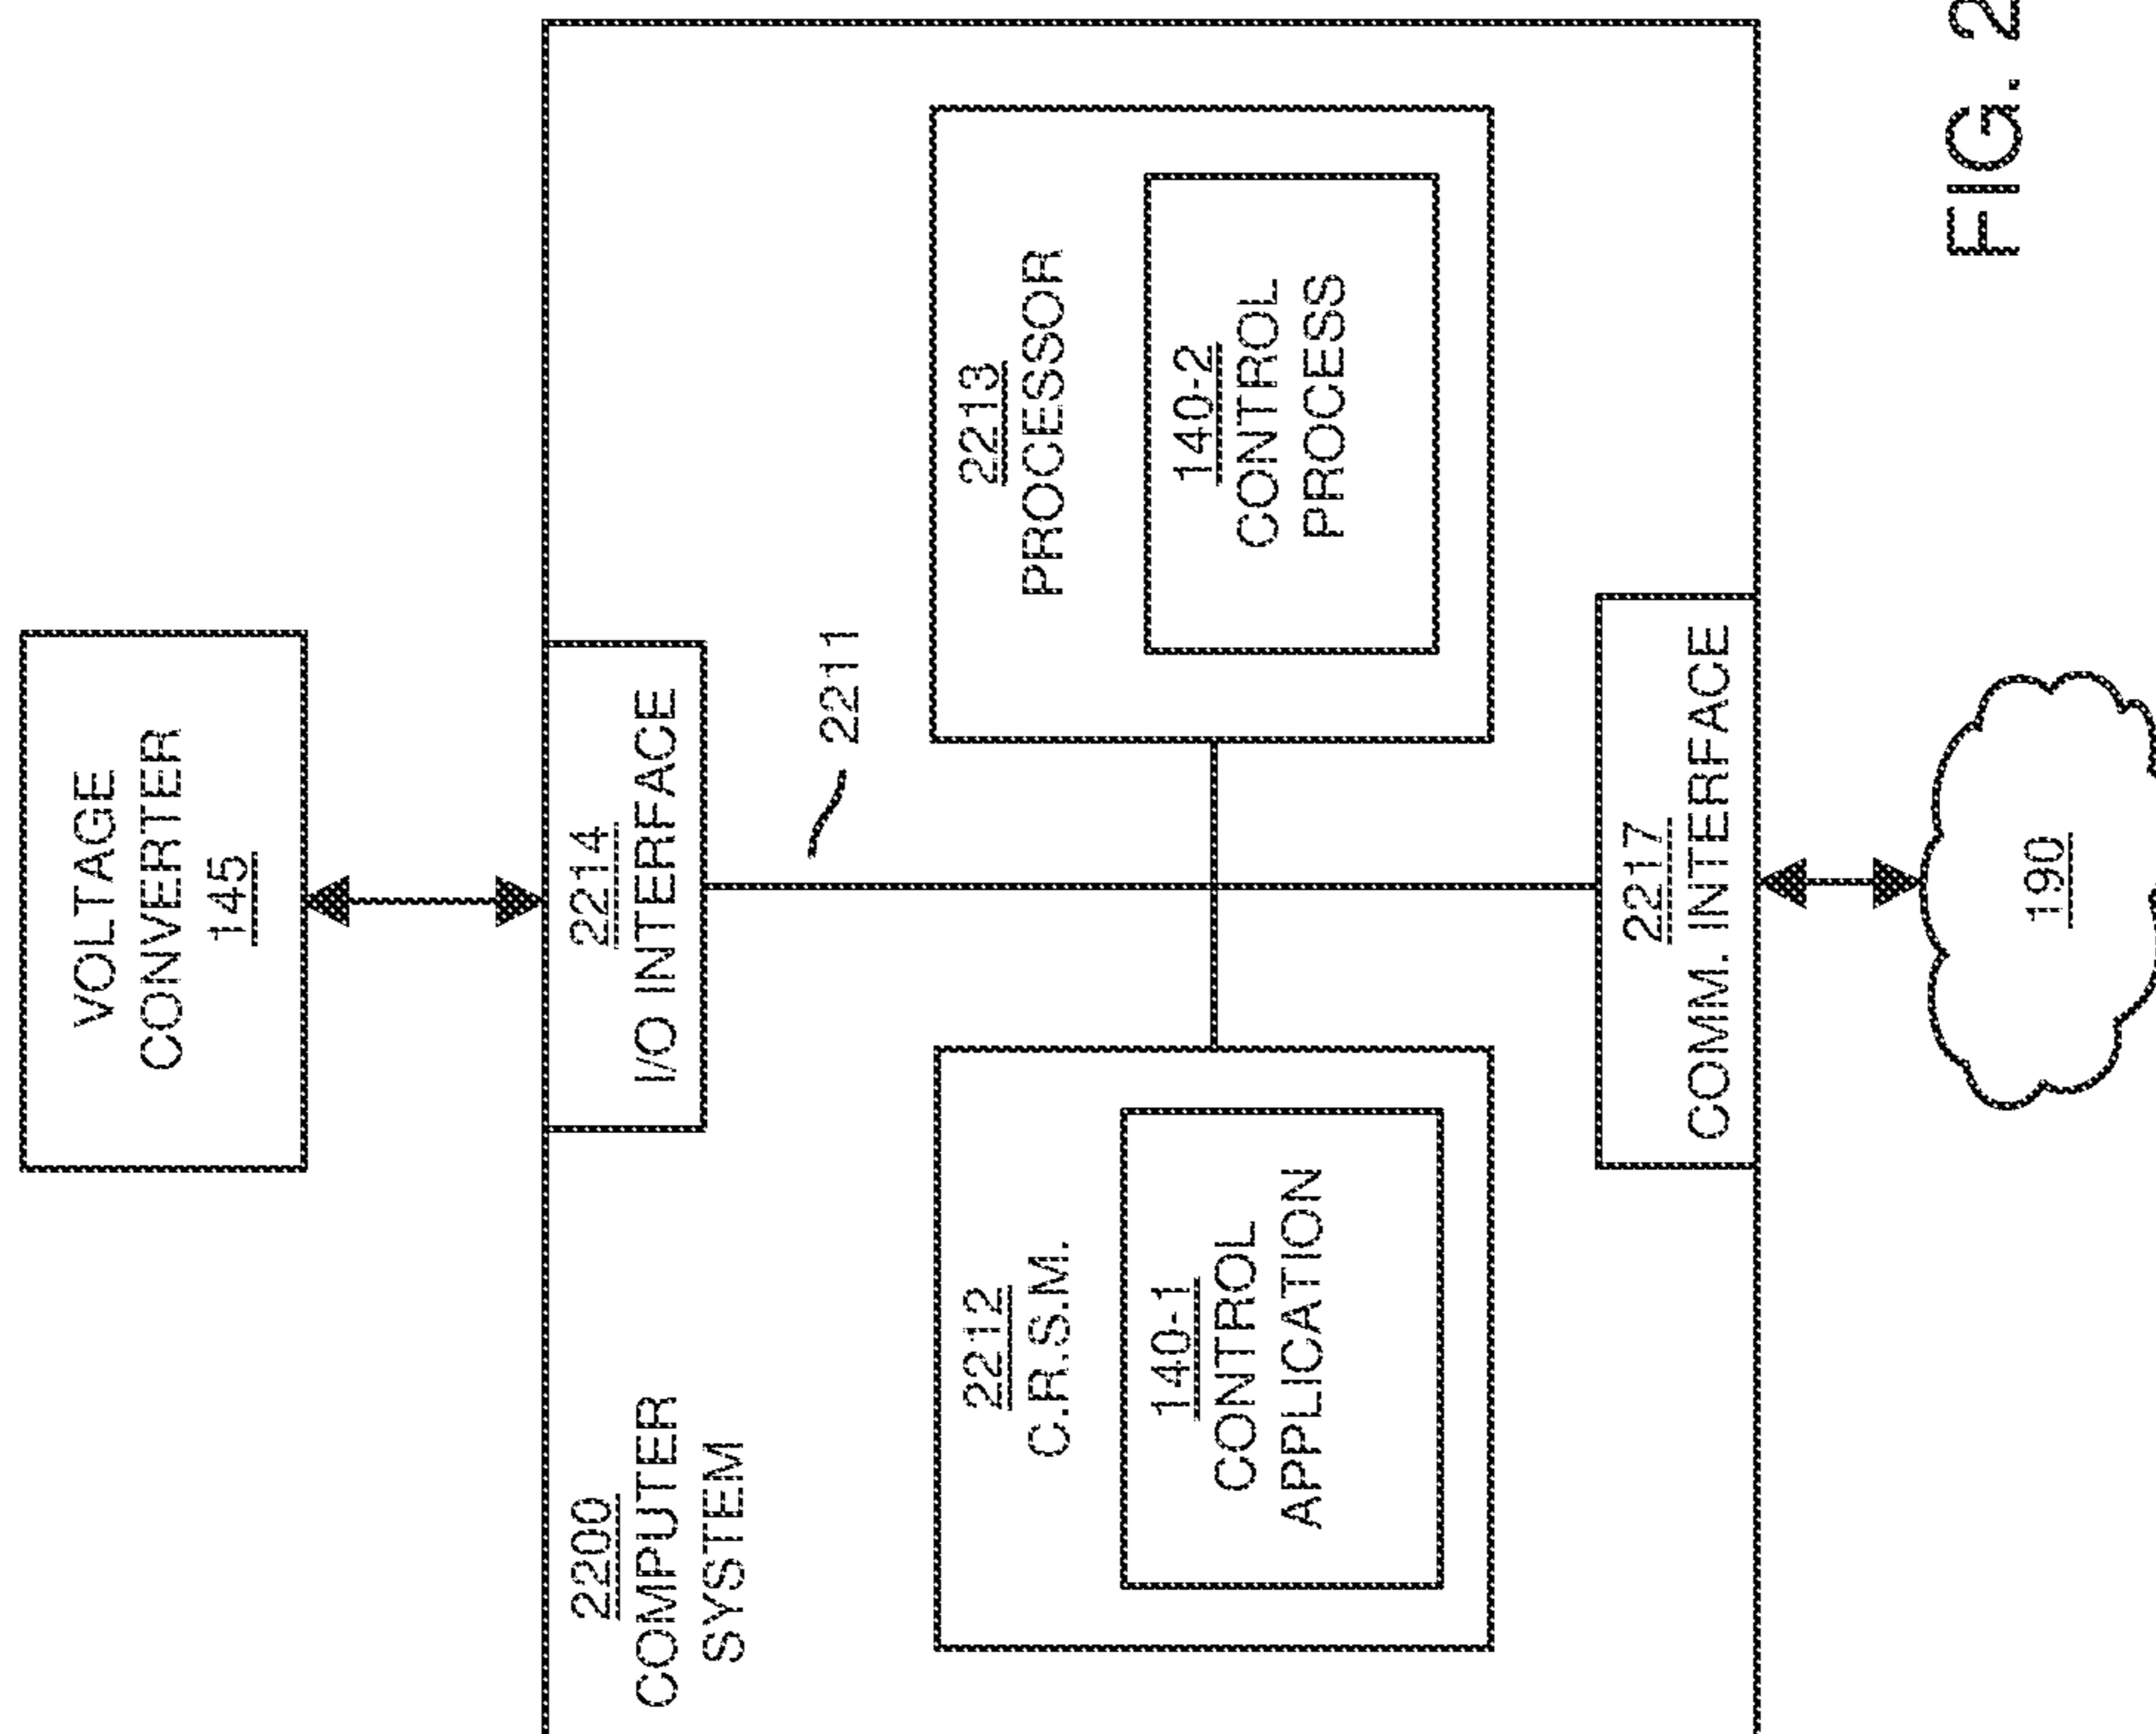 VOLTAGE
CONVERTER
145
2200
COMPUTER
SYSTEM
2214
I/O INTERFACE
2211
2212
C.R.S.M.
140-1
CONTROL
APPLICATION
2213
PROCESSOR
140-2
CONTROL
PROCESS
2217
COMM. INTERFACE
190
FIG. 2